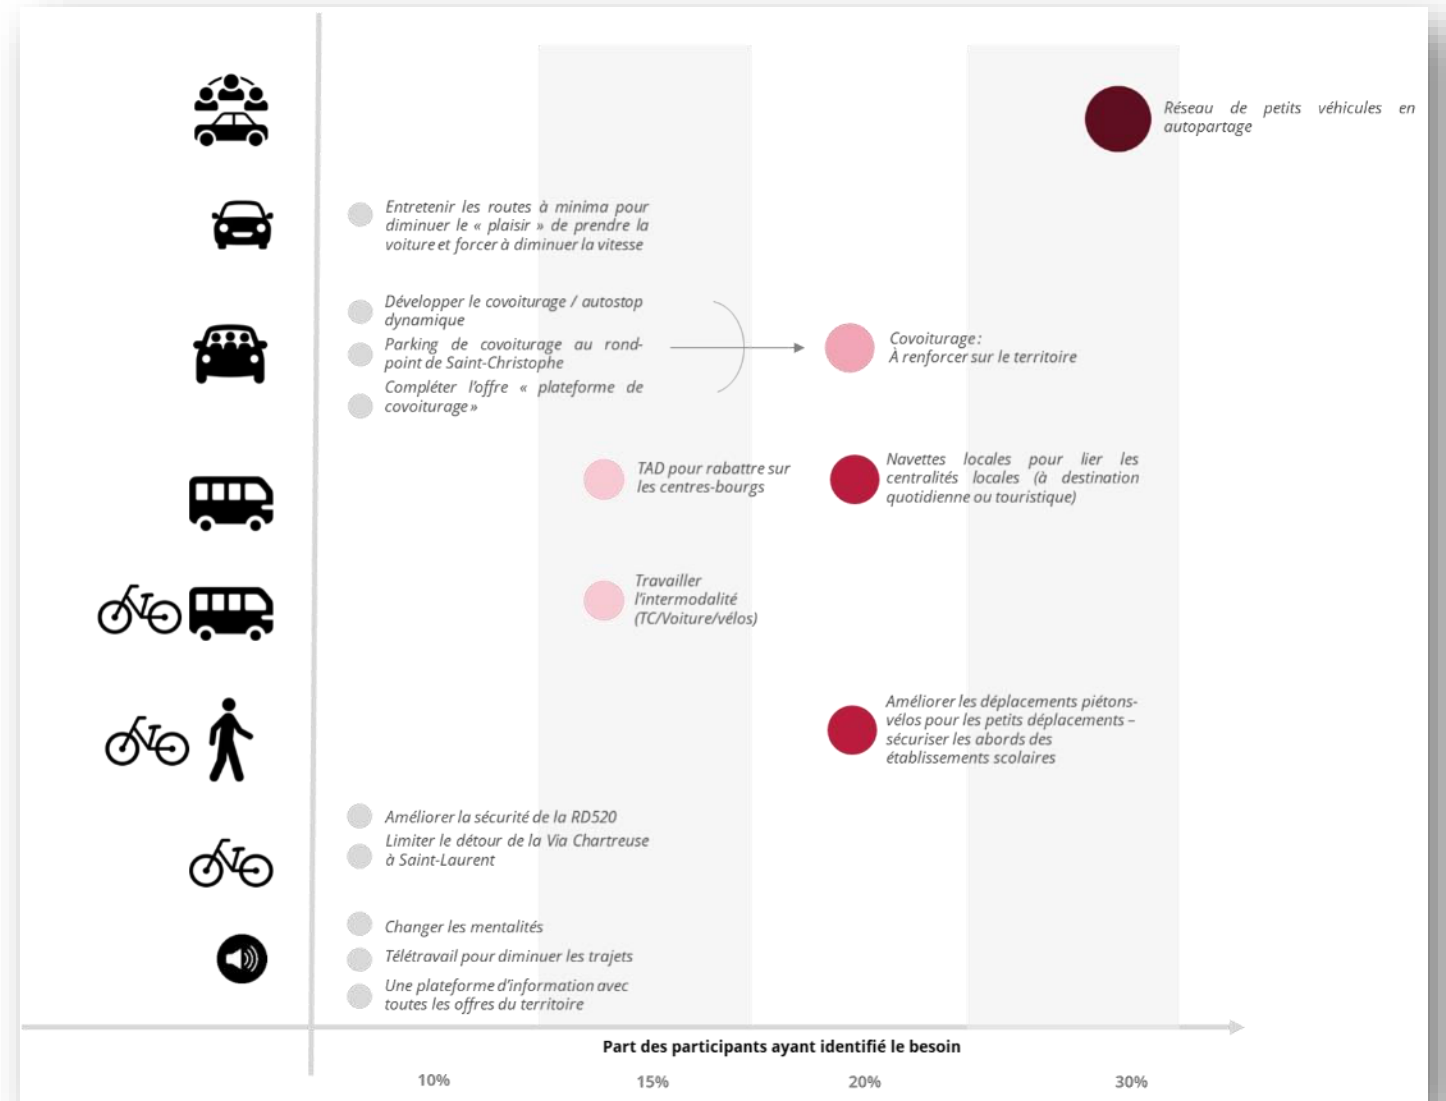 Réseau de petits véhicules en
autopartage
Entretenir les routes à minima pour
diminuer le « plaisir » de prendre la
voiture et forcer à diminuer la vitesse
Développer le covoiturage / autostop
dynamique
Parking de covoiturage au rond-
point de Saint-Christophe
Compléter l'offre « plateforme de
covoiturage »
Covoiturage :
À renforcer sur le territoire
TAD pour rabattre sur
les centres-bourgs
Navettes locales pour lier les
centralités locales (à destination
quotidienne ou touristique)
Travailler
l'intermodalité
(TC/Voiture/vélos)
Améliorer les déplacements piétons-
vélos pour les petits déplacements –
sécuriser les abords des
établissements scolaires
Améliorer la sécurité de la RD520
Limiter le détour de la Via Chartreuse
à Saint-Laurent
Changer les mentalités
Télétravail pour diminuer les trajets
Une plateforme d'information avec
toutes les offres du territoire
Part des participants ayant identifié le besoin
10% 15% 20% 30%